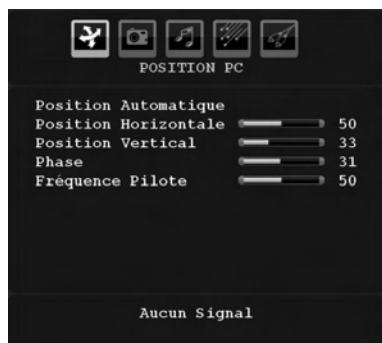 POSITION PC
Position Automatique
Position Horizontale 50
Position Vertical 33
Phase 31
Fréquence Pilote 50
Aucun Signal